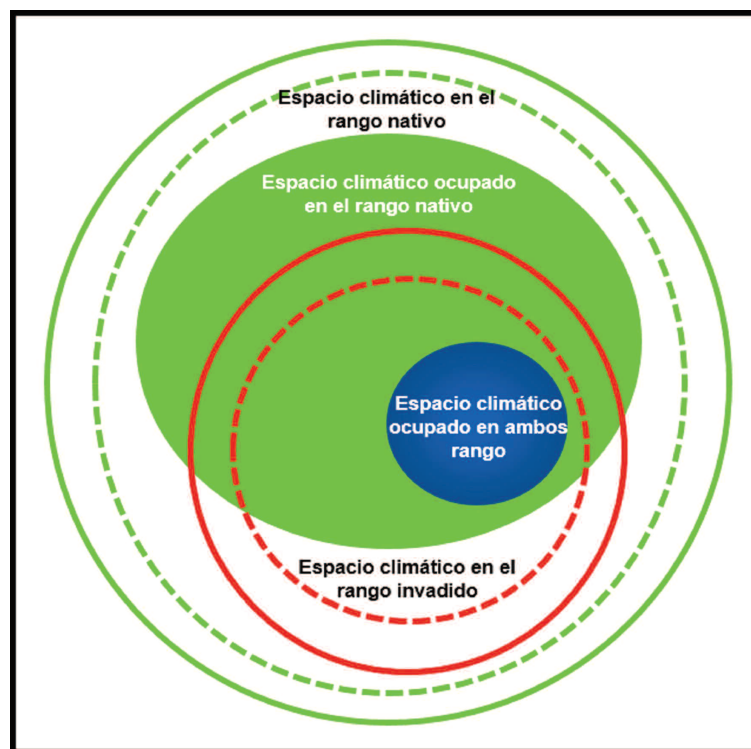 Espacio climático en el
rango nativo
Espacio climático ocupado
en el rango nativo
Espacio climático
ocupado en ambos
rango
Espacio climático en el
rango invadido